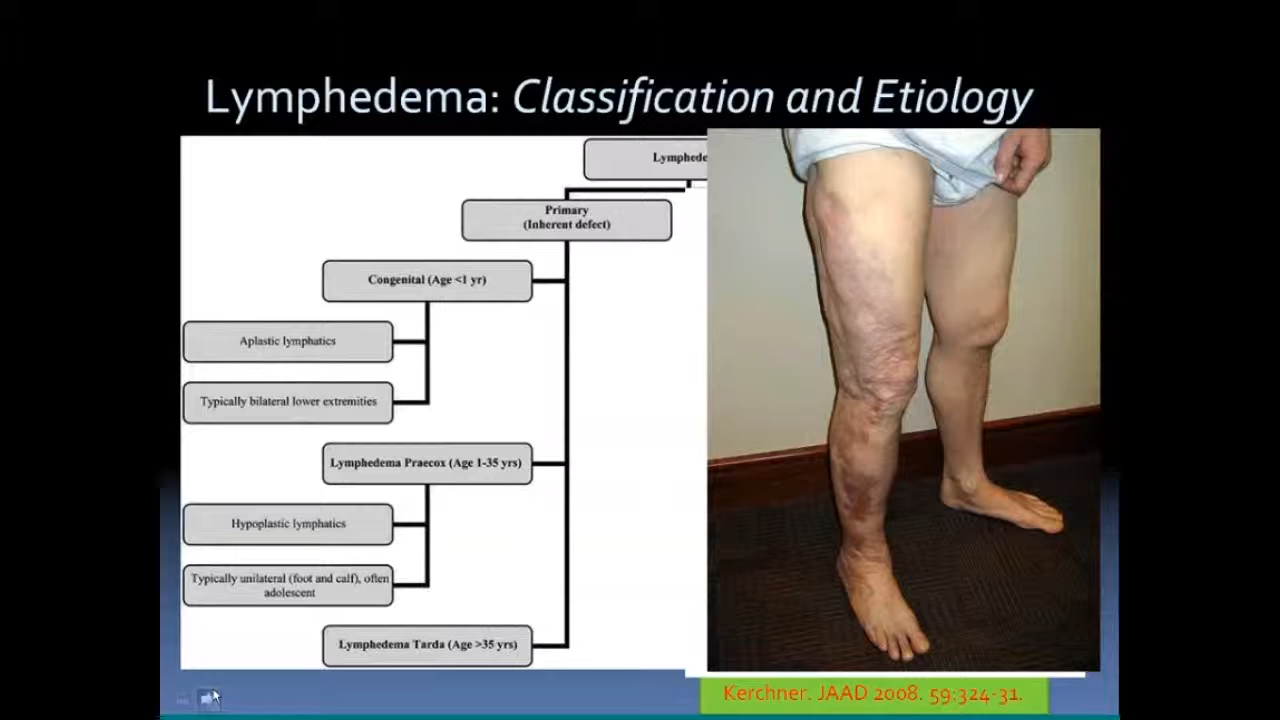 Lymphedema: Classification and Etiology
Primary
(Inherent defect)
Congenital (Age <1 yr)
Aplastic lymphatics
Typically bilateral lower extremities
Lymphedema Praecox (Age 1-35 yrs)
Hypoplastic lymphatics
Typically unilateral (foot and calf), often
adolescent
Lymphedema Tarda (Age >35 yrs)
Kerchner. JAAD 2008. 59:324-31.